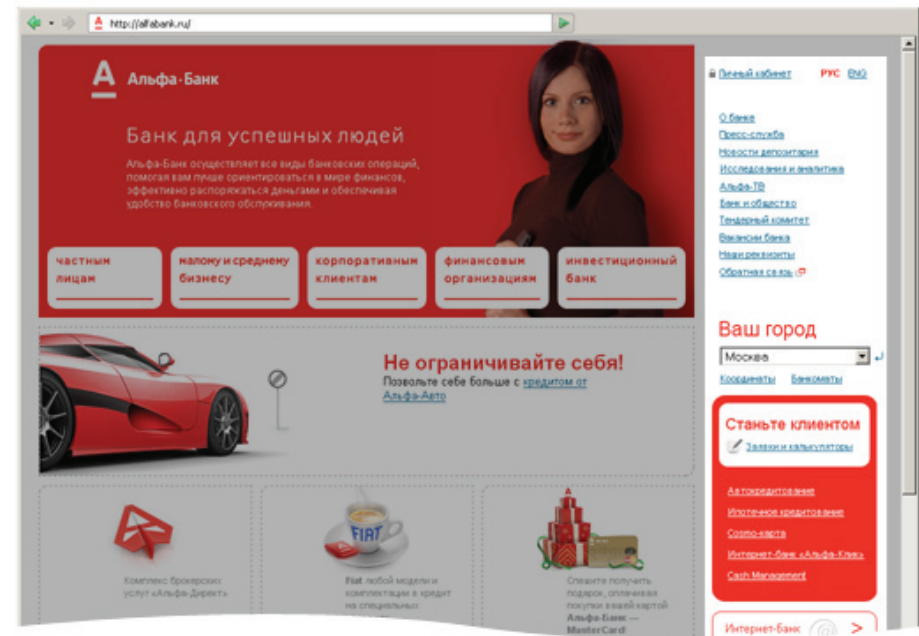 http://alfabank.ru/
Альфа·Банк
Банк для успешных людей
Альфа-Банк осуществляет все виды банковских операций,
помогая вам лучше ориентироваться в мире финансов,
эффективно распоряжаться деньгами и обеспечивая
удобство банковского обслуживания.
частным
лицам
малому и среднему
бизнесу
корпоративным
клиентам
финансовым
организациям
инвестиционный
банк
Не ограничивайте себя!
Позвольте себе больше с кредитом от
Альфа-Авто
Комплекс брокерских
услуг «Альфа-Директ»
FIAT
Fiat любой модели и
комплектации в кредит
на специальных
Спешите получить
подарок, оплачивая
покупки вашей картой
Альфа-Банк —
MasterCard!
Личный кабинет РУС ENG
О банке
Пресс-служба
Новости депозитария
Исследования и аналитика
Альфа-ТВ
Банк и общество
Тендерный комитет
Вакансии банка
Наши реквизиты
Обратная связь
Ваш город
Москва
Координаты Банкоматы
Станьте клиентом
Заявки и калькуляторы
Автокредитование
Ипотечное кредитование
Cosmo-карта
Интернет-банк «Альфа-Клик»
Cash Management
Интернет-банк @ >